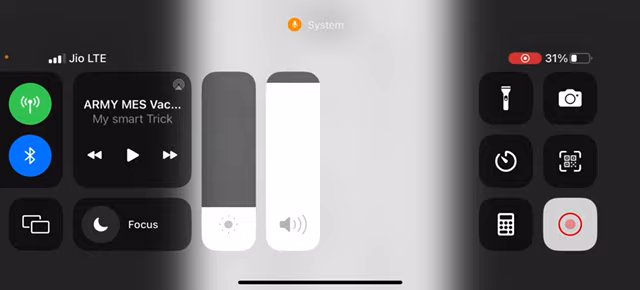 System
Jio LTE
31%
ARMY MES Vac...
My smart Trick
Focus